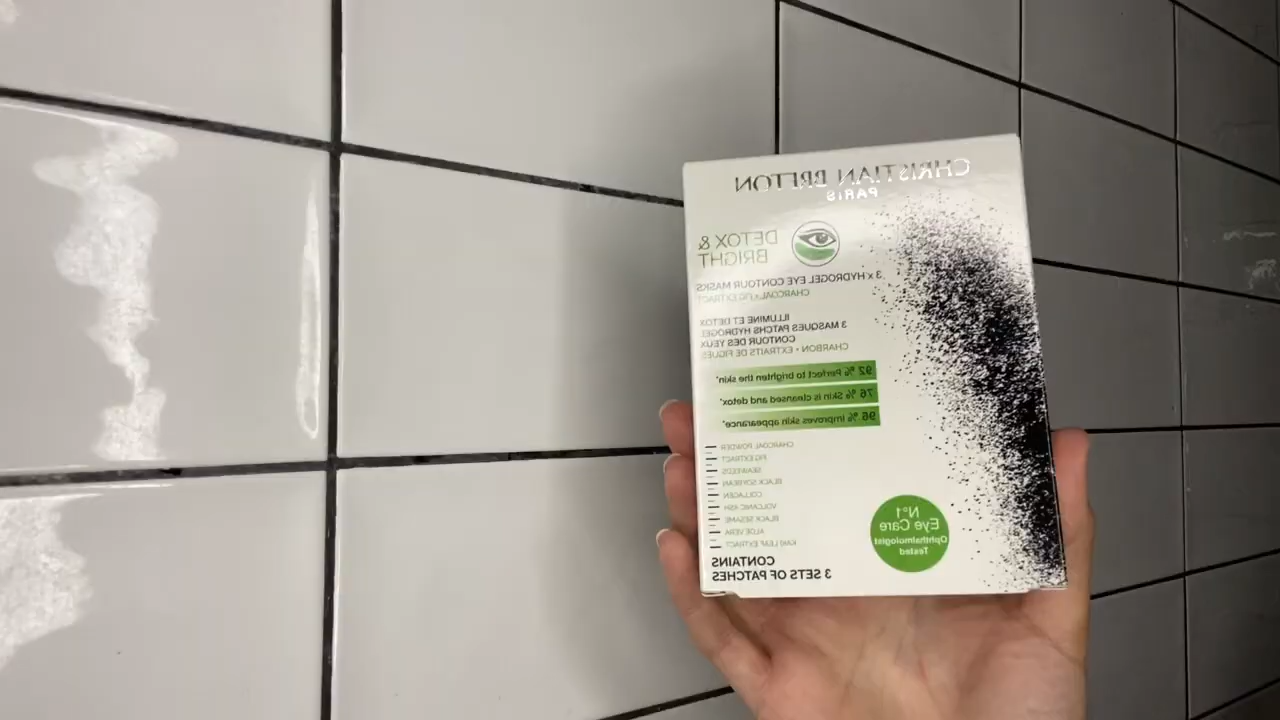 CHRISTIAN BRETON
PARIS
DETOX &
BRIGHT
3 x HYDROGEL EYE CONTOUR MASKS
CHARCOAL • FIG EXTRACT
ILLUMINE ET DETOX
3 MASQUES PATCHS HYDROGEL
CONTOUR DES YEUX
CHARBON • EXTRAITS DE FIGUES
92 % Perfect to brighten the skin*
76 % Skin is cleansed and detox*
96 % Improves skin appearance*
CHARCOAL POWDER
FIG EXTRACT
SEAWEEDS
BLACK SOYBEAN
COLLAGEN
VOLCANIC ASH
BLACK SESAME
ALOE VERA
KAKI LEAF EXTRACT
N°1
Eye Care
Ophthalmologist
Tested
CONTAINS
3 SETS OF PATCHES